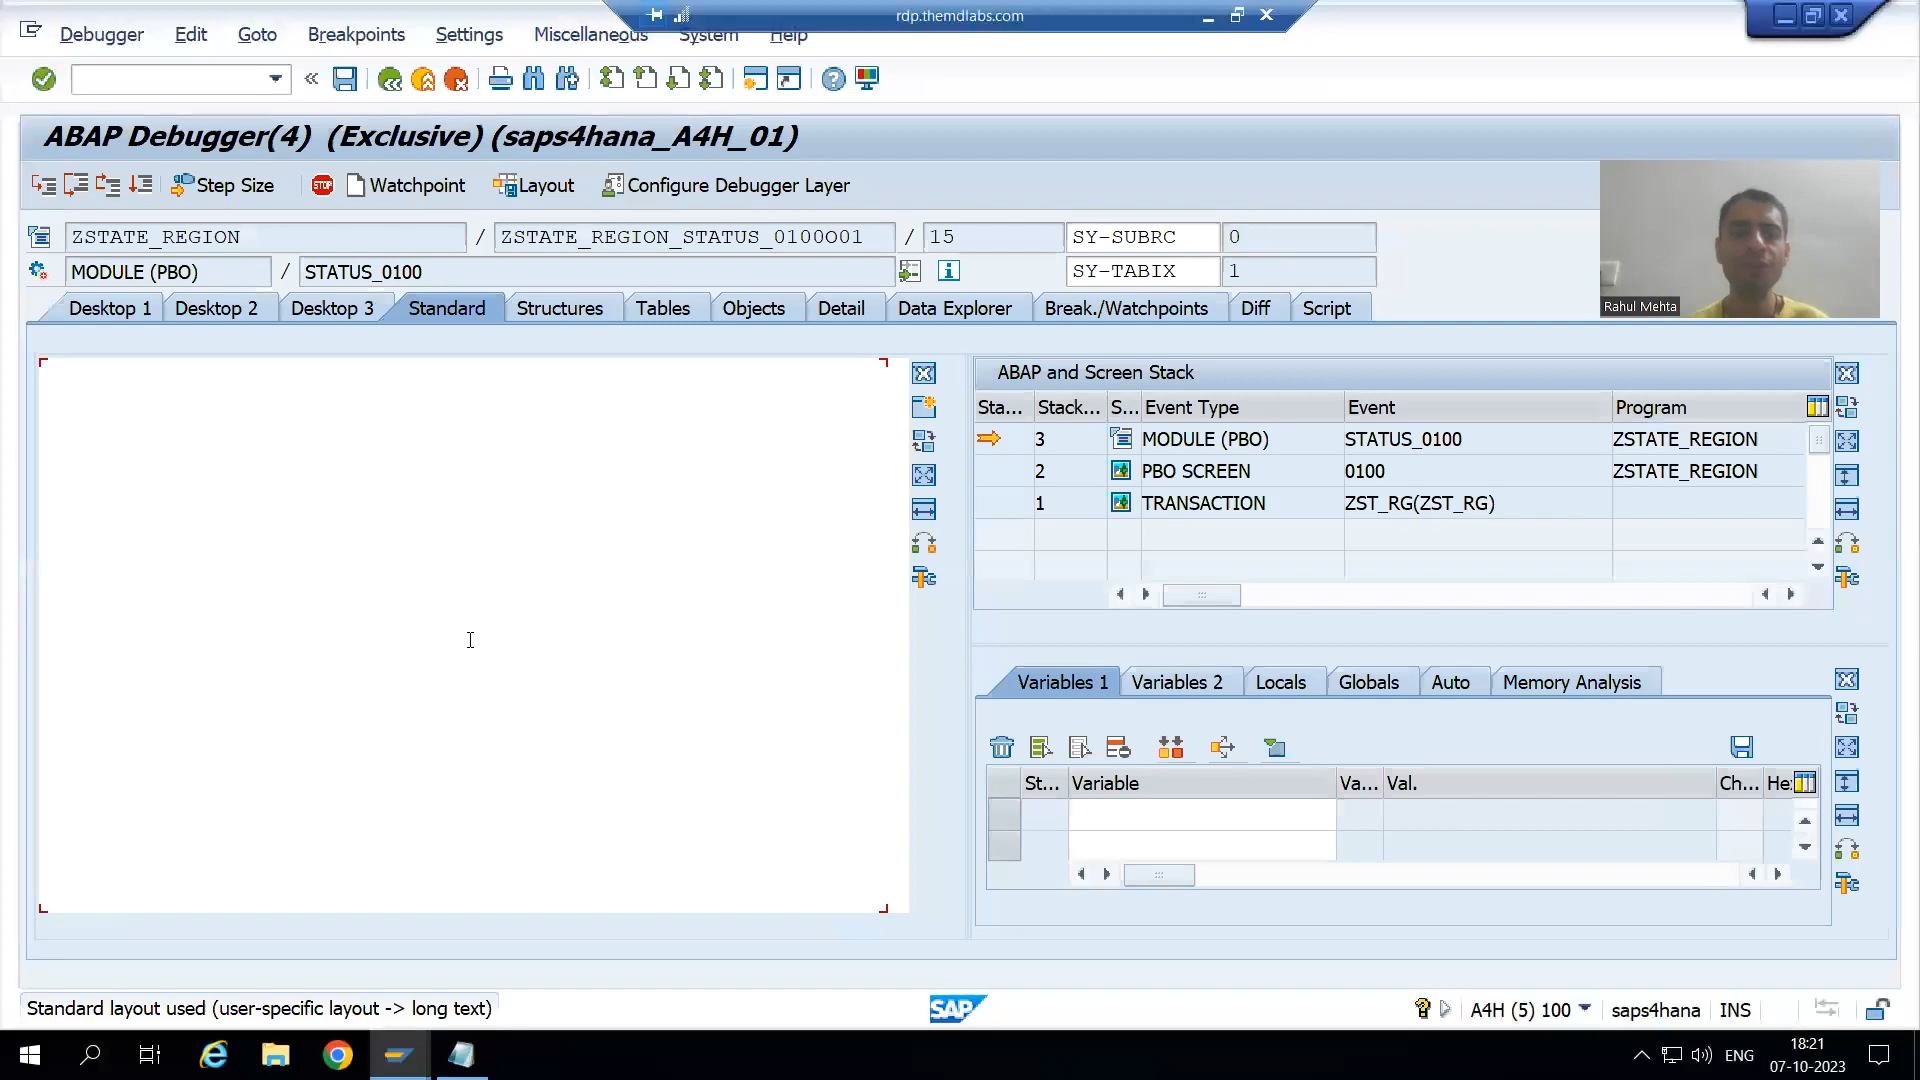 rdp.themdlabs.com
Debugger Edit Goto Breakpoints Settings Miscellaneous System Help
ABAP Debugger(4) (Exclusive) (saps4hana_A4H_01)
STOP
Step Size Watchpoint Layout Configure Debugger Layer
ZSTATE_REGION / ZSTATE_REGION_STATUS_0100O01 / 15 SY-SUBRC 0
MODULE (PBO) / STATUS_0100 SY-TABIX 1
Rahul Mehta
Desktop 1 Desktop 2 Desktop 3 Standard Structures Tables Objects Detail Data Explorer Break./Watchpoints Diff Script
ABAP and Screen Stack
Sta... Stack... S... Event Type Event Program
3 MODULE (PBO) STATUS_0100 ZSTATE_REGION
2 PBO SCREEN 0100 ZSTATE_REGION
1 TRANSACTION ZST_RG(ZST_RG)
Variables 1 Variables 2 Locals Globals Auto Memory Analysis
St... Variable Va... Val. Ch... He
Standard layout used (user-specific layout -> long text)
SAP
A4H (5) 100 saps4hana INS
ENG
18:21
07-10-2023